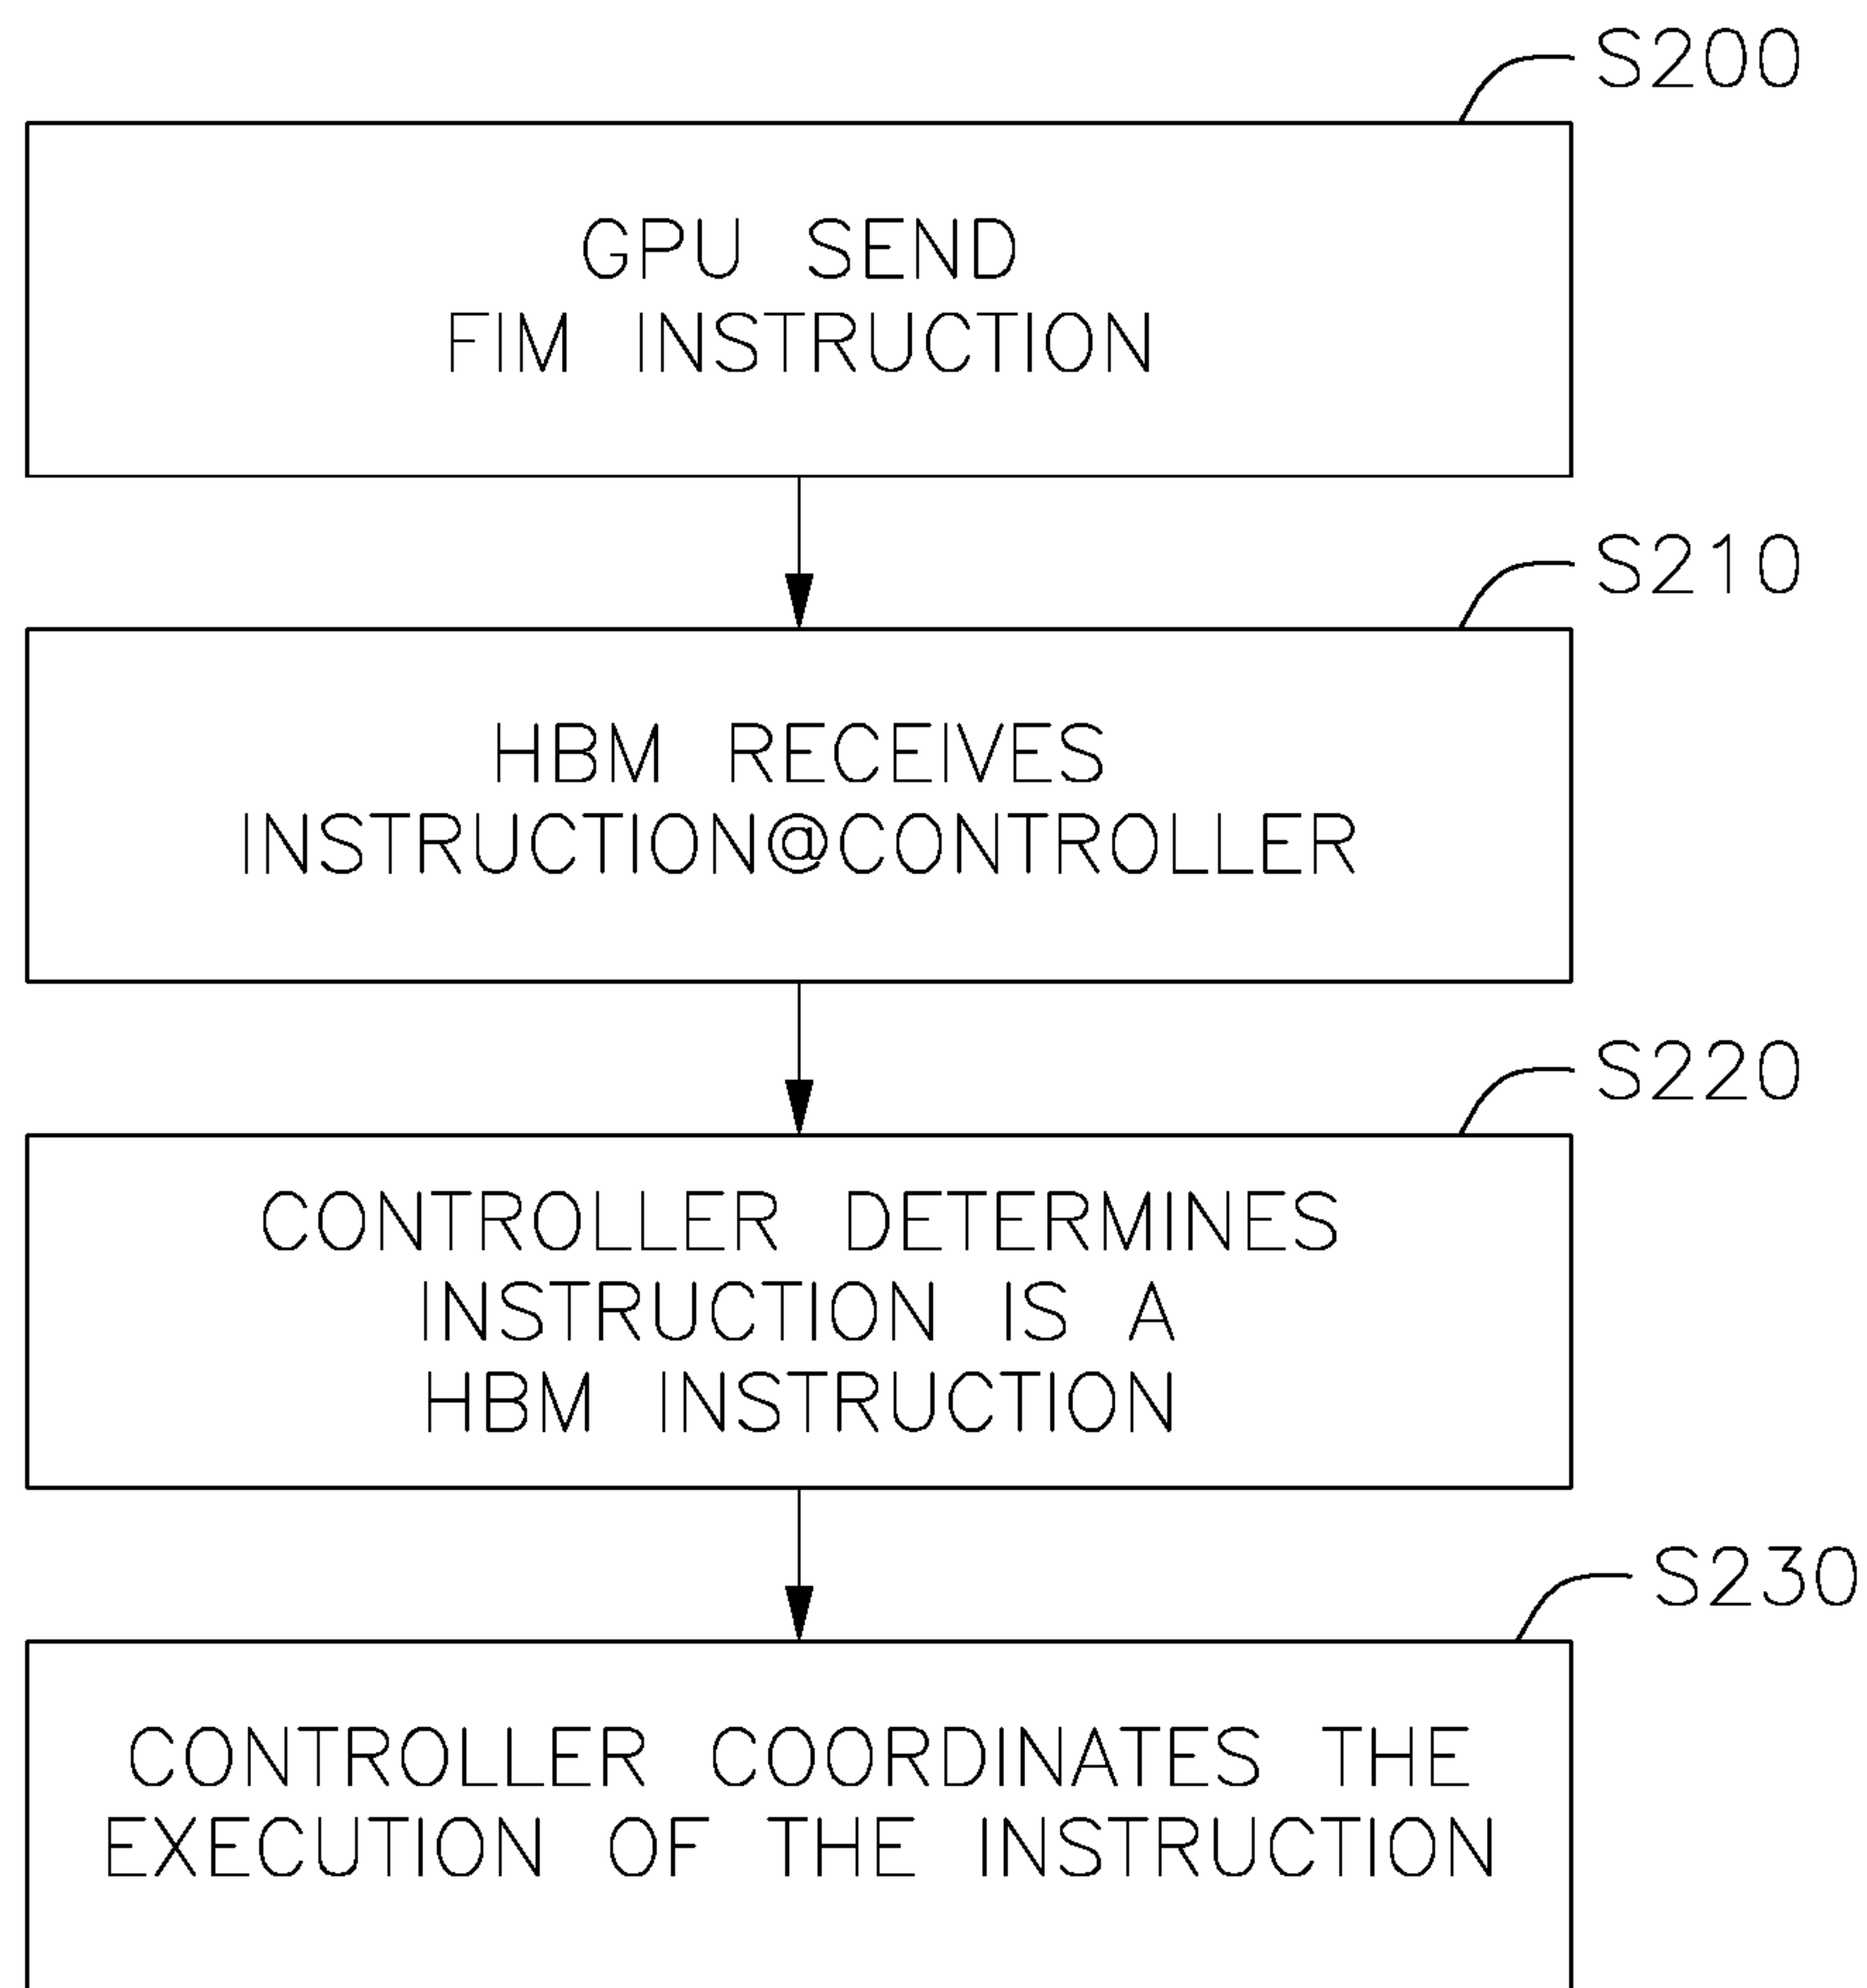 S200
GPU SEND
FIM INSTRUCTION
S210
HBM RECEIVES
INSTRUCTION@CONTROLLER
S220
CONTROLLER DETERMINES
INSTRUCTION IS A
HBM INSTRUCTION
S230
CONTROLLER COORDINATES THE
EXECUTION OF THE INSTRUCTION